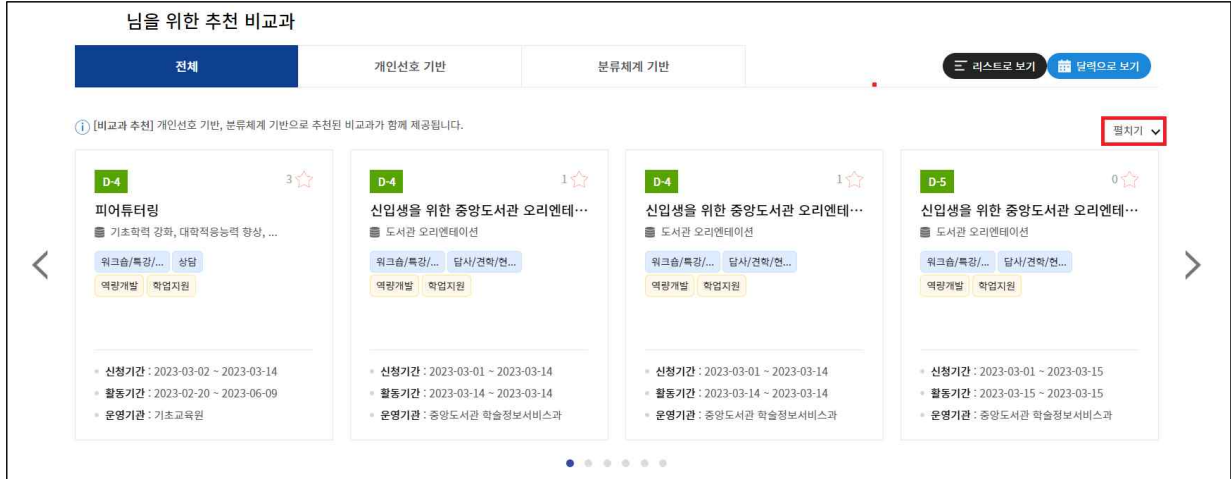 님을 위한 추천 비교과
전체
개인선호 기반
분류체계 기반
리스트로 보기
달력으로 보기
[비교과 추천] 개인선호 기반, 분류체계 기반으로 추천된 비교과가 함께 제공됩니다.
펼치기
D-4
3
피어튜터링
기초학력 강화, 대학적응능력 향상, ...
워크숍/특강/... 상담
역량개발 학업지원
신청기간 : 2023-03-02 ~ 2023-03-14
활동기간 : 2023-02-20 ~ 2023-06-09
운영기관 : 기초교육원
D-4
1
신입생을 위한 중앙도서관 오리엔테…
도서관 오리엔테이션
워크숍/특강/... 답사/견학/현...
역량개발 학업지원
신청기간 : 2023-03-01 ~ 2023-03-14
활동기간 : 2023-03-14 ~ 2023-03-14
운영기관 : 중앙도서관 학술정보서비스과
D-4
1
신입생을 위한 중앙도서관 오리엔테…
도서관 오리엔테이션
워크숍/특강/... 답사/견학/현...
역량개발 학업지원
신청기간 : 2023-03-01 ~ 2023-03-14
활동기간 : 2023-03-14 ~ 2023-03-14
운영기관 : 중앙도서관 학술정보서비스과
D-5
0
신입생을 위한 중앙도서관 오리엔테…
도서관 오리엔테이션
워크숍/특강/... 답사/견학/현...
역량개발 학업지원
신청기간 : 2023-03-01 ~ 2023-03-15
활동기간 : 2023-03-15 ~ 2023-03-15
운영기관 : 중앙도서관 학술정보서비스과